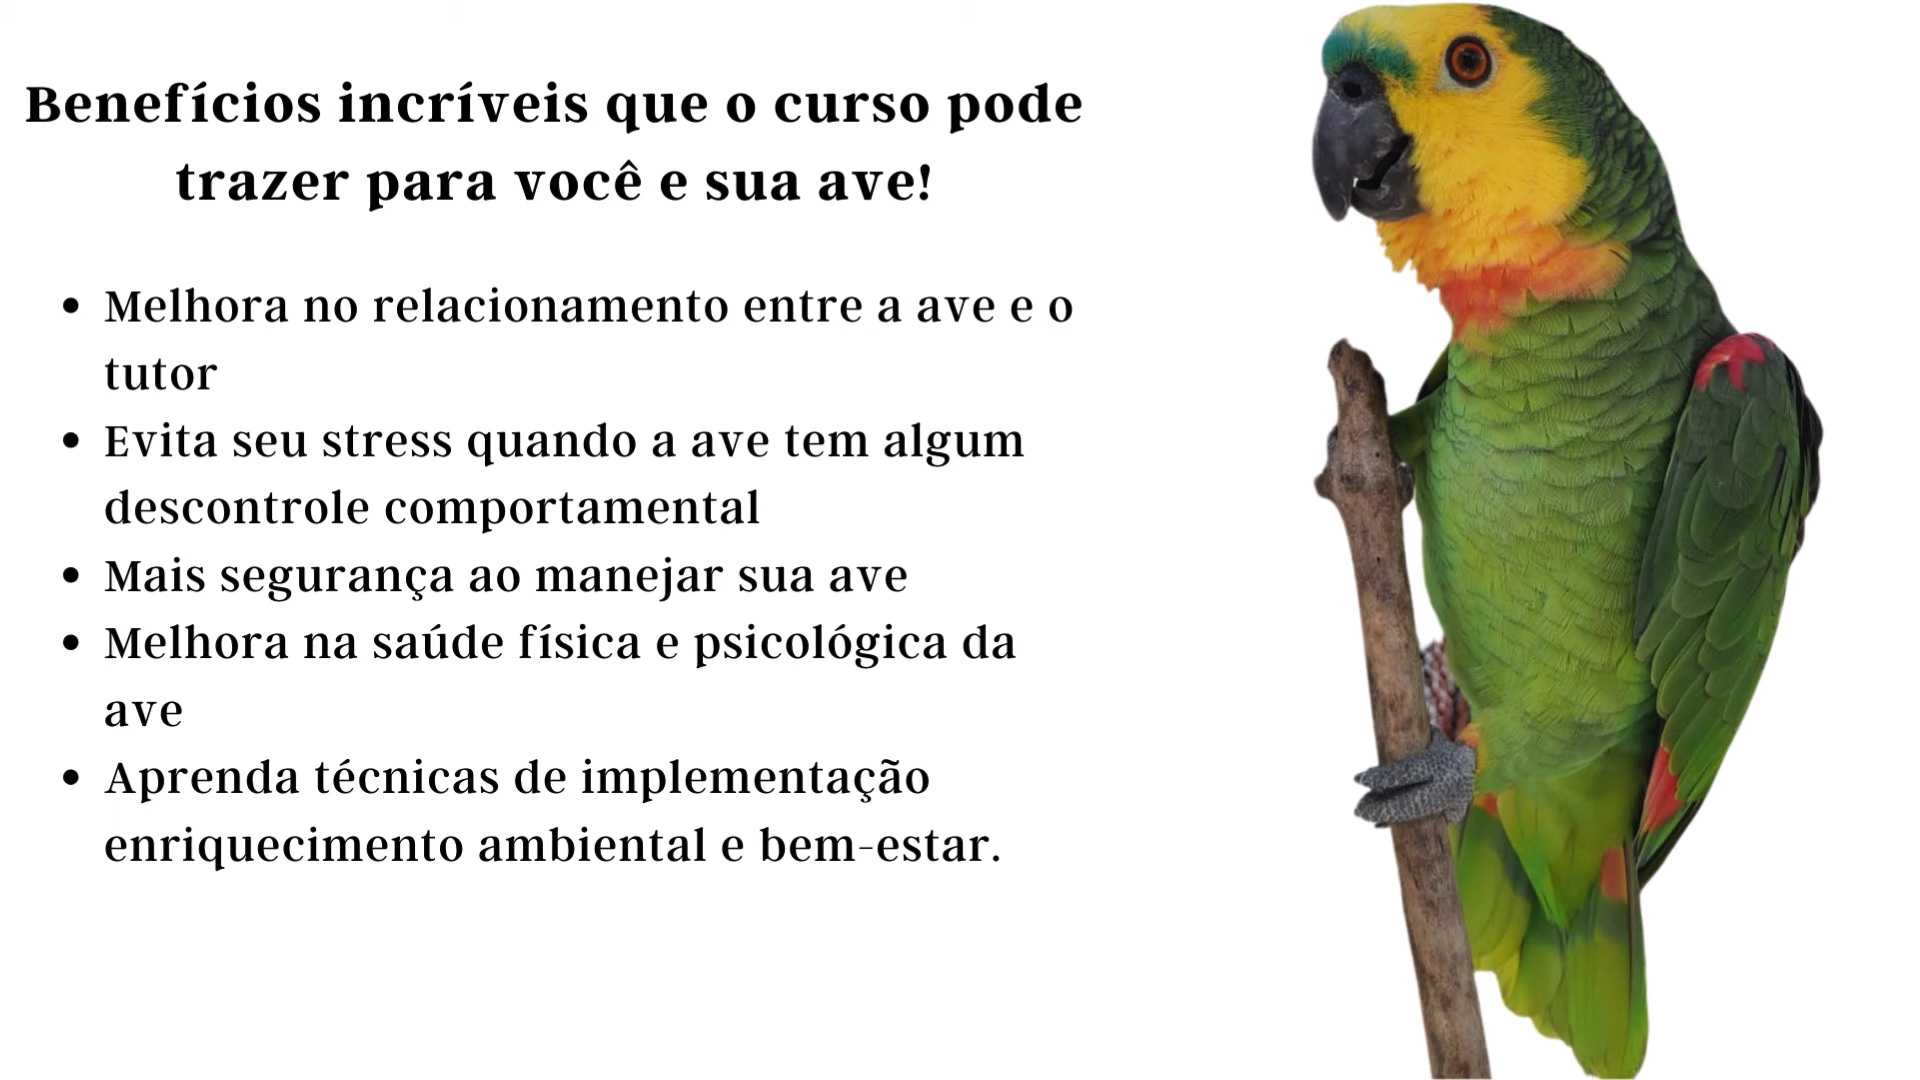 Benefícios incríveis que o curso pode
trazer para você e sua ave!
• Melhora no relacionamento entre a ave e o
tutor
• Evita seu stress quando a ave tem algum
descontrole comportamental
• Mais segurança ao manejar sua ave
• Melhora na saúde física e psicológica da
ave
• Aprenda técnicas de implementação
enriquecimento ambiental e bem-estar.